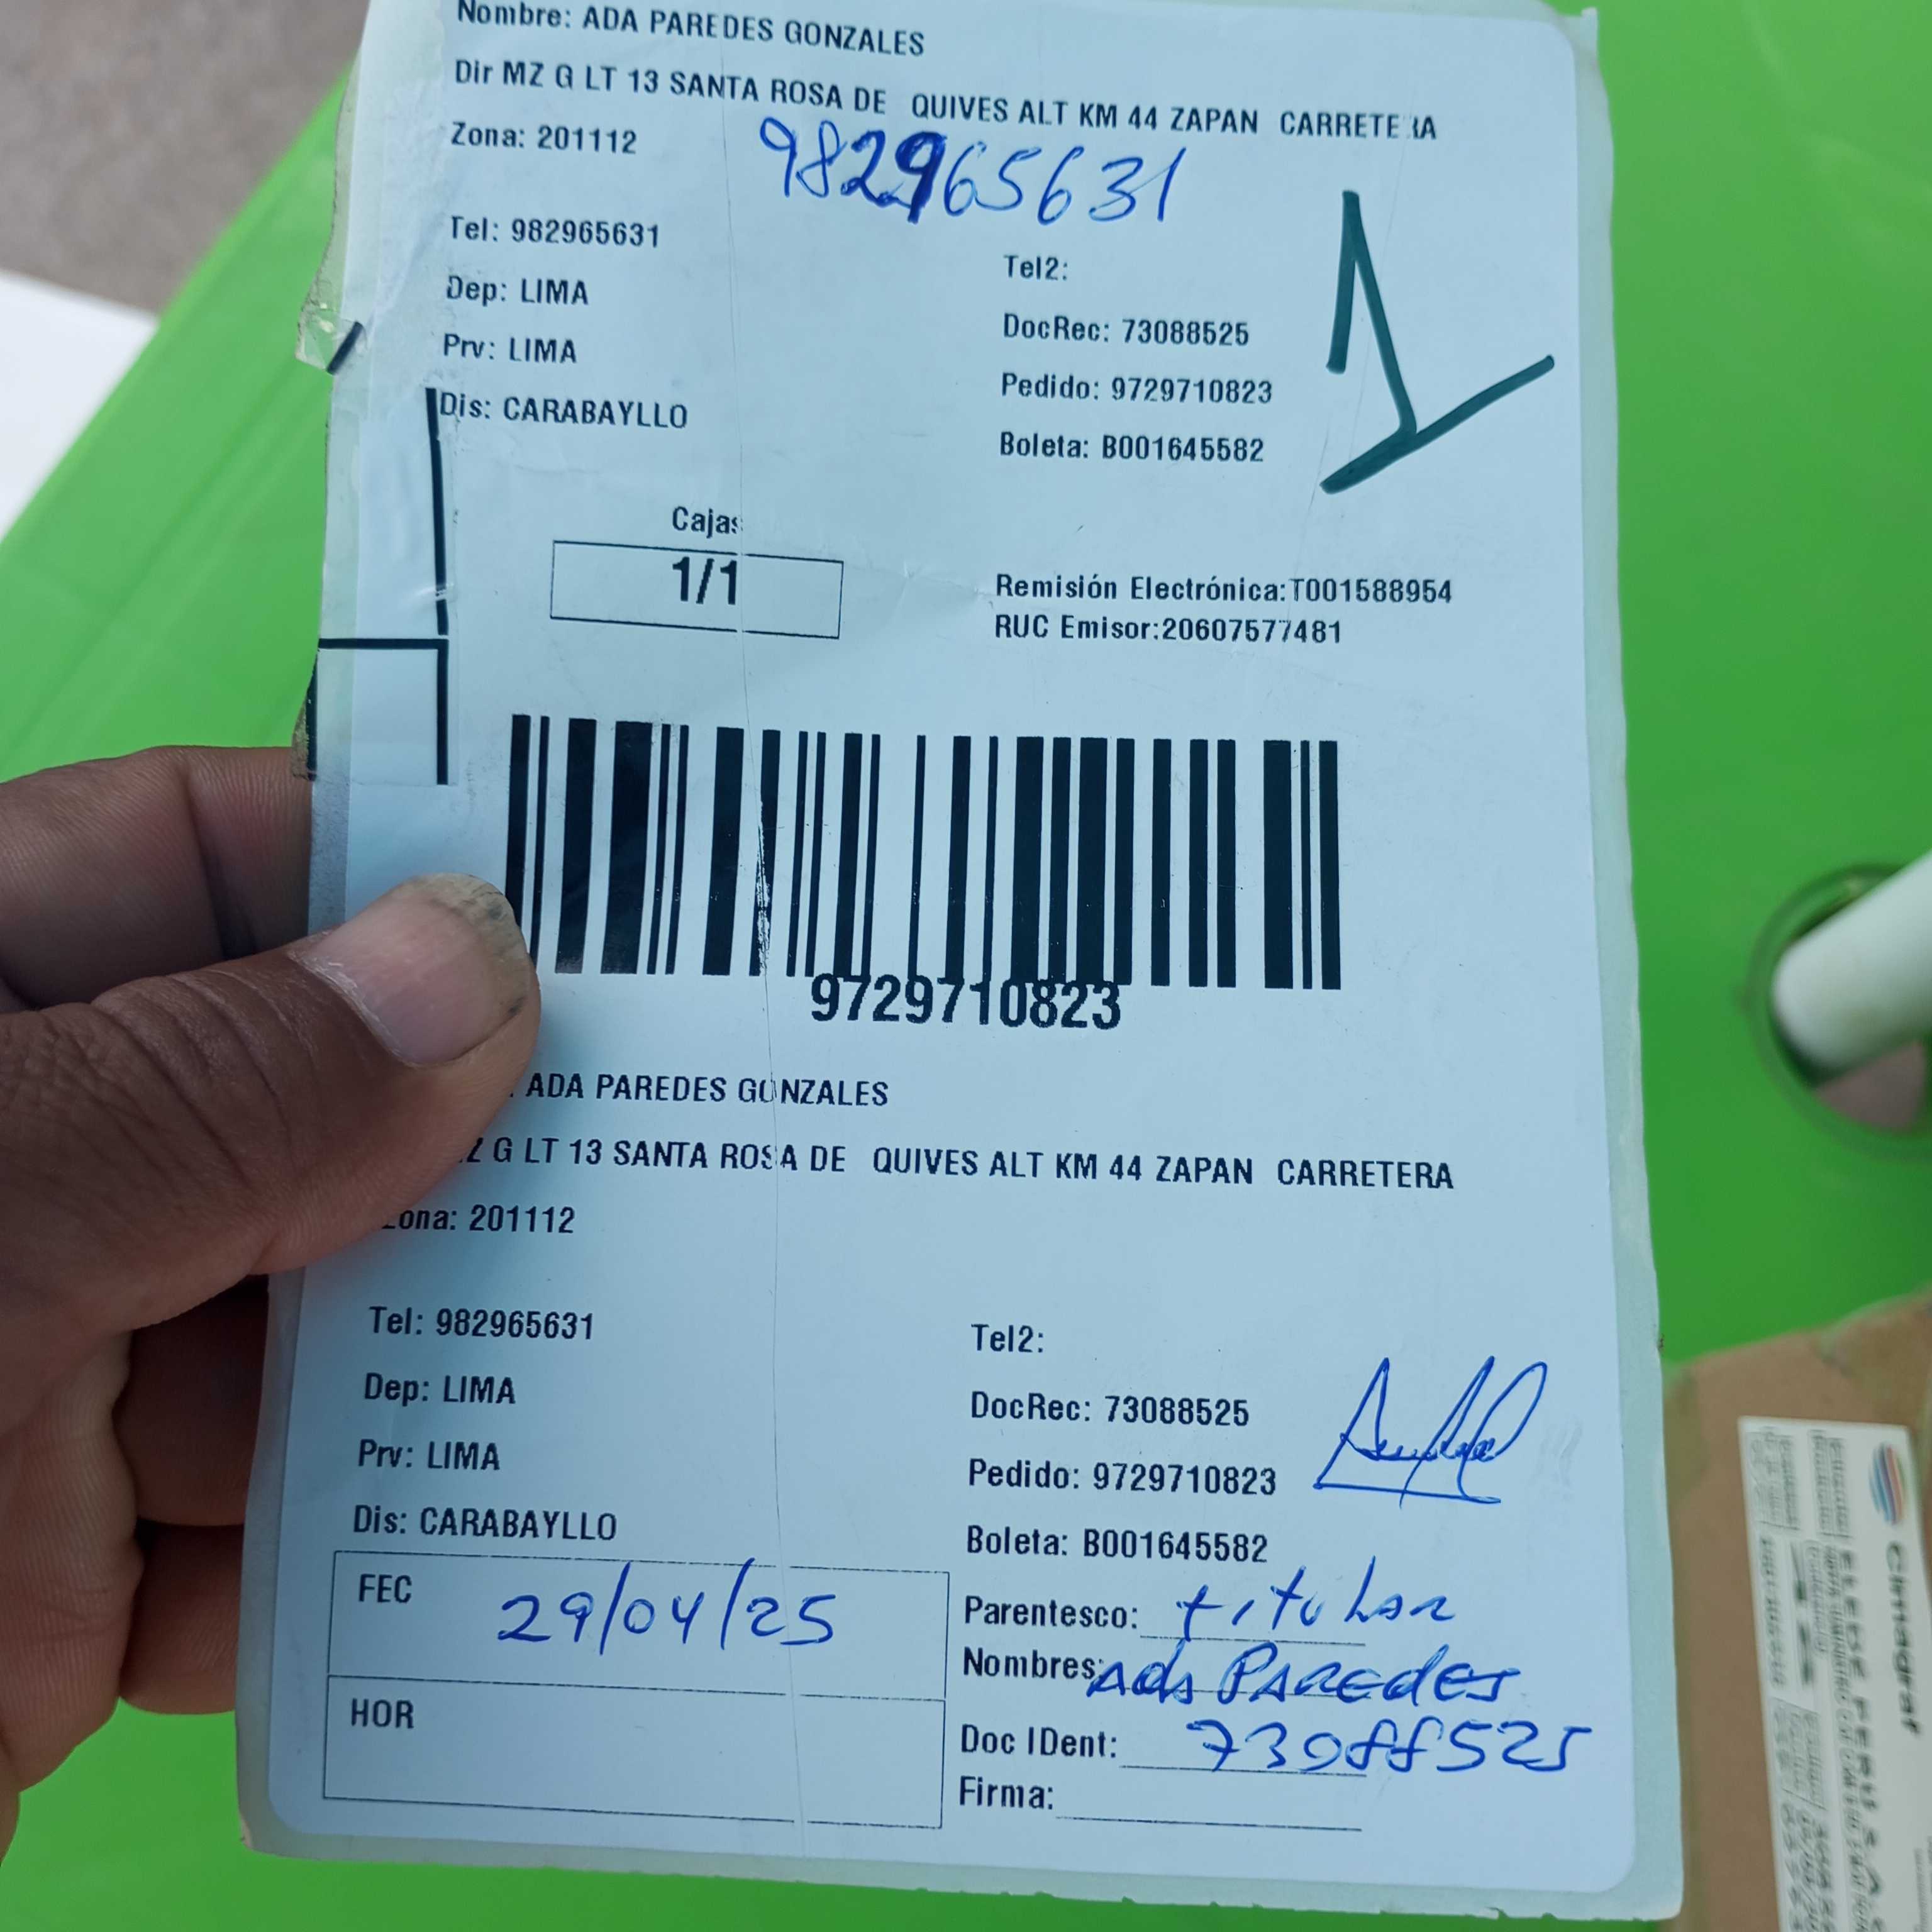 Nombre: ADA PAREDES GONZALES
Dir MZ G LT 13 SANTA ROSA DE QUIVES ALT KM 44 ZAPAN CARRETERA
Zona: 201112
982965631
Tel: 982965631
Tel2:
Dep: LIMA
DocRec: 73088525
Prv: LIMA
Pedido: 9729710823
Dis: CARABAYLLO
Boleta: B001645582
1
Cajas
1/1
Remisión Electrónica:T001588954
RUC Emisor:20607577481
9729710823
ADA PAREDES GONZALES
MZ G LT 13 SANTA ROSA DE QUIVES ALT KM 44 ZAPAN CARRETERA
Zona: 201112
Tel: 982965631
Tel2:
Dep: LIMA
DocRec: 73088525
Prv: LIMA
Pedido: 9729710823
Dis: CARABAYLLO
Boleta: B001645582
FEC 29/04/25
Parentesco: titular
Nombres: Ada Paredes
HOR
Doc IDent: 73088525
Firma: